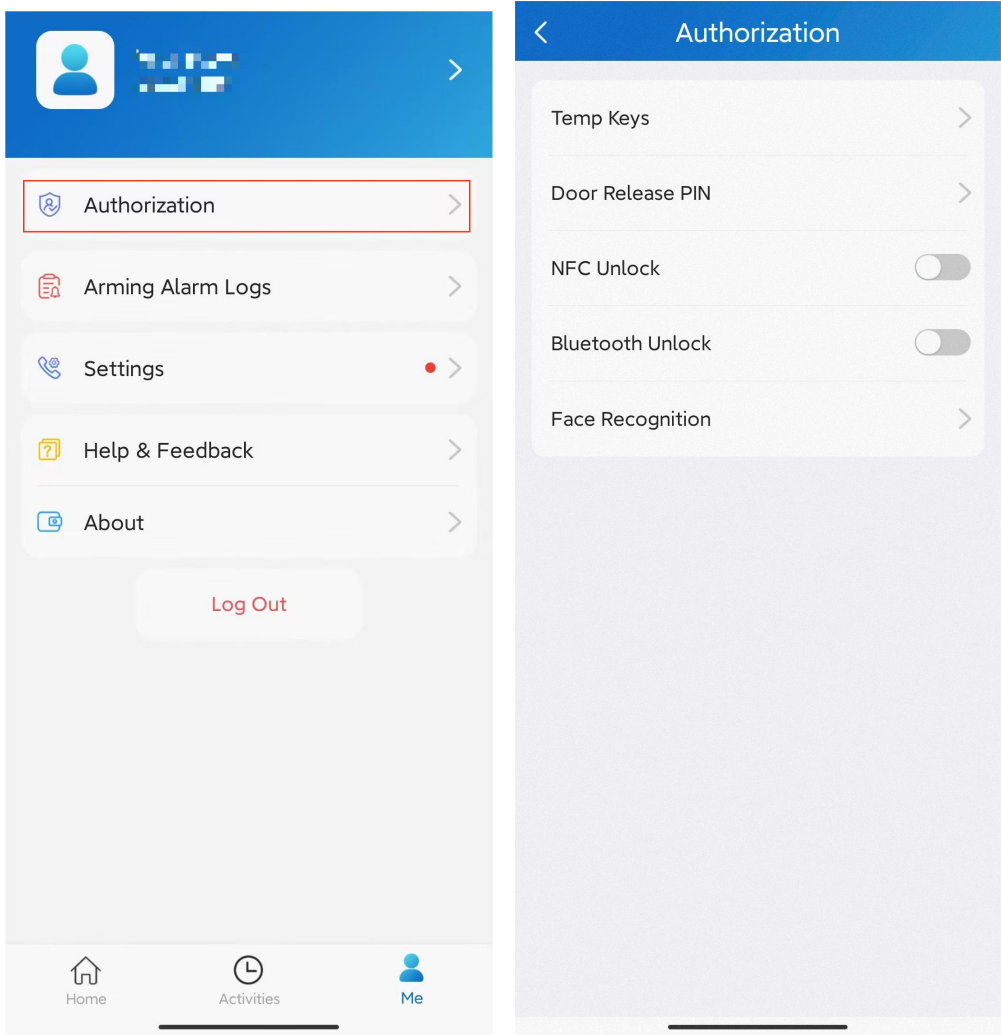 Authorization
Arming Alarm Logs
Settings
Help & Feedback
About
Log Out
Home
Activities
Me
Authorization
Temp Keys
Door Release PIN
NFC Unlock
Bluetooth Unlock
Face Recognition